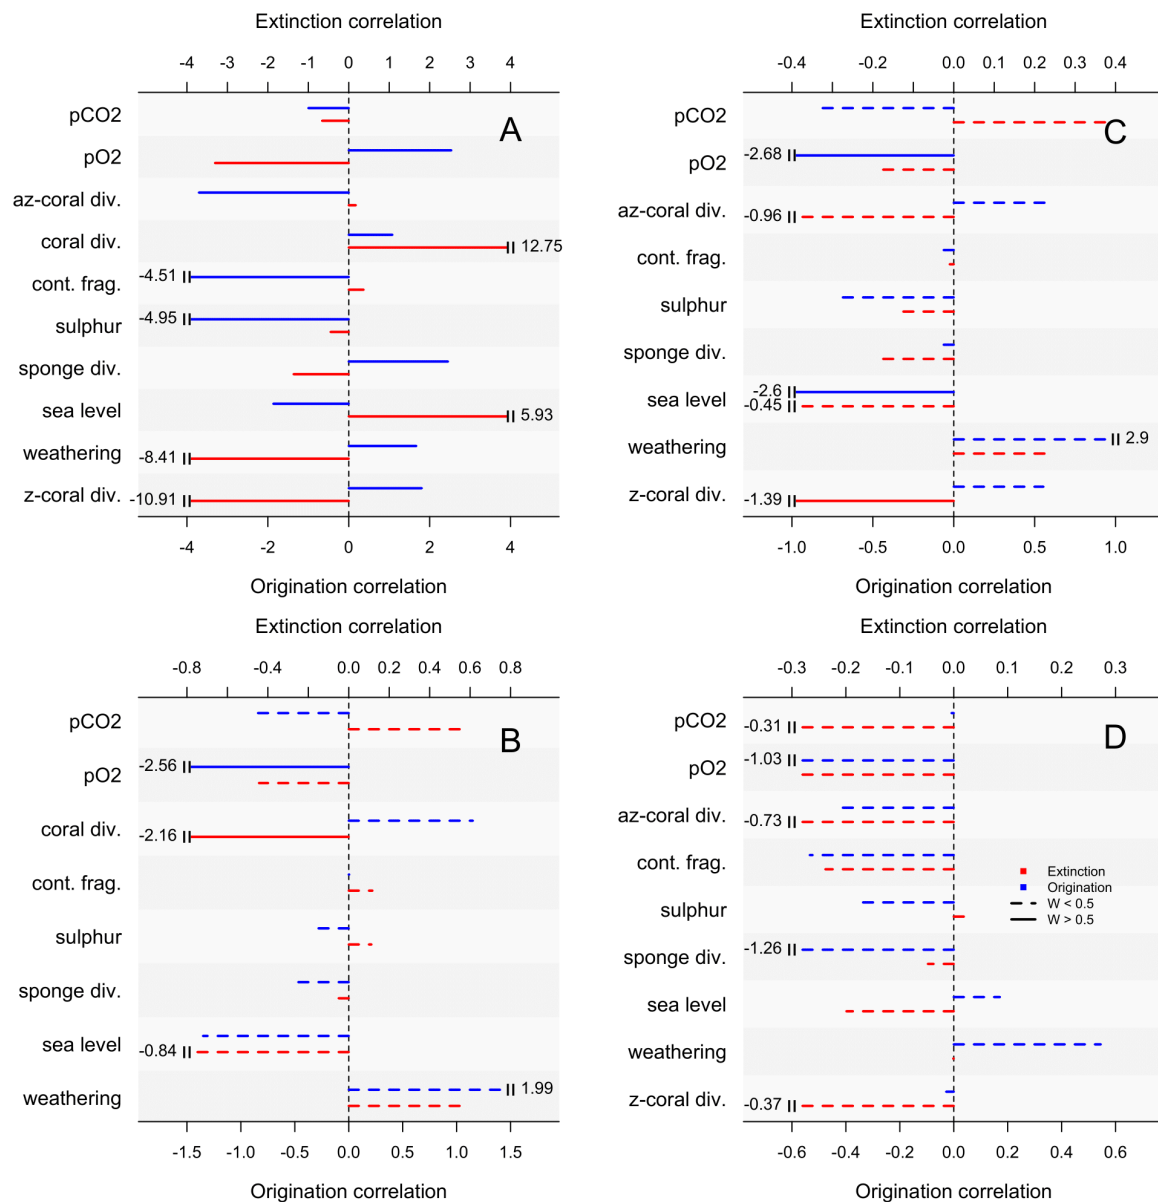 Extinction correlation
-4 -3 -2 -1 0 1 2 3 4
pCO2
A
pO2
az-coral div.
coral div.
12.75
cont. frag.
-4.51
sulphur
-4.95
sponge div.
sea level
5.93
weathering
-8.41
z-coral div.
-10.91
-4 -2 0 2 4
Origination correlation
Extinction correlation
-0.4 -0.2 0.0 0.1 0.2 0.3 0.4
pCO2
C
pO2
-2.68
az-coral div.
-0.96
cont. frag.
sulphur
sponge div.
sea level
-2.6
-0.45
weathering
2.9
z-coral div.
-1.39
-1.0 -0.5 0.0 0.5 1.0
Origination correlation
Extinction correlation
-0.8 -0.4 0.0 0.2 0.4 0.6 0.8
pCO2
B
pO2
-2.56
coral div.
-2.16
cont. frag.
sulphur
sponge div.
sea level
-0.84
weathering
1.99
-1.5 -0.5 0.0 0.5 1.0 1.5
Origination correlation
Extinction correlation
-0.3 -0.2 -0.1 0.0 0.1 0.2 0.3
pCO2
-0.31
D
pO2
-1.03
az-coral div.
-0.73
cont. frag.
Extinction
Origination
W < 0.5
W > 0.5
sulphur
sponge div.
-1.26
sea level
weathering
z-coral div.
-0.37
-0.6 -0.4 -0.2 0.0 0.2 0.4 0.6
Origination correlation